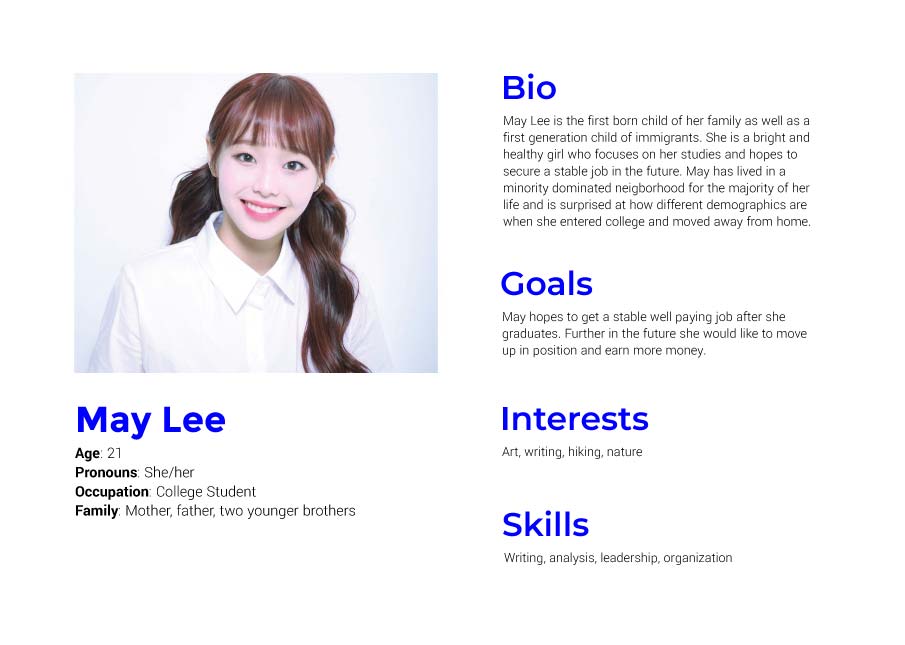 May Lee
Age: 21
Pronouns: She/her
Occupation: College Student
Family: Mother, father, two younger brothers
Bio
May Lee is the first born child of her family as well as a
first generation child of immigrants. She is a bright and
healthy girl who focuses on her studies and hopes to
secure a stable job in the future. May has lived in a
minority dominated neigborhood for the majority of her
life and is surprised at how different demographics are
when she entered college and moved away from home.
Goals
May hopes to get a stable well paying job after she
graduates. Further in the future she would like to move
up in position and earn more money.
Interests
Art, writing, hiking, nature
Skills
Writing, analysis, leadership, organization